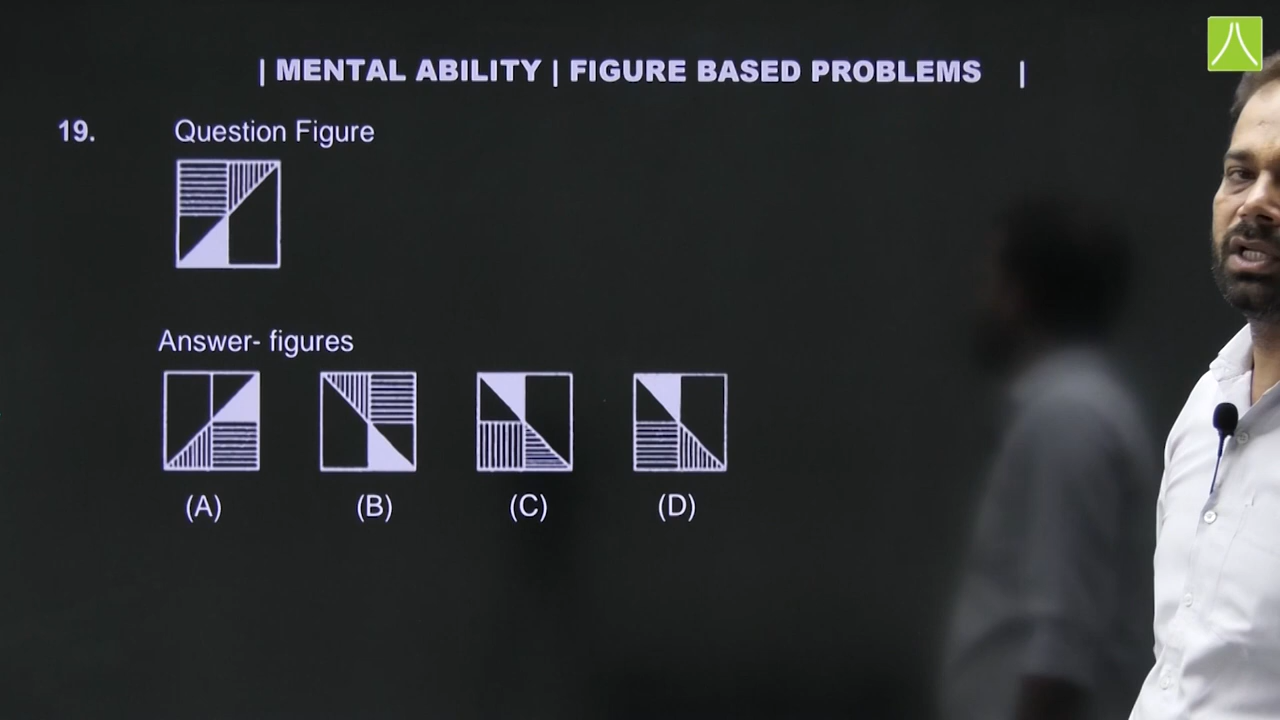 | MENTAL ABILITY | FIGURE BASED PROBLEMS |
19. Question Figure
Answer- figures
(A) (B) (C) (D)